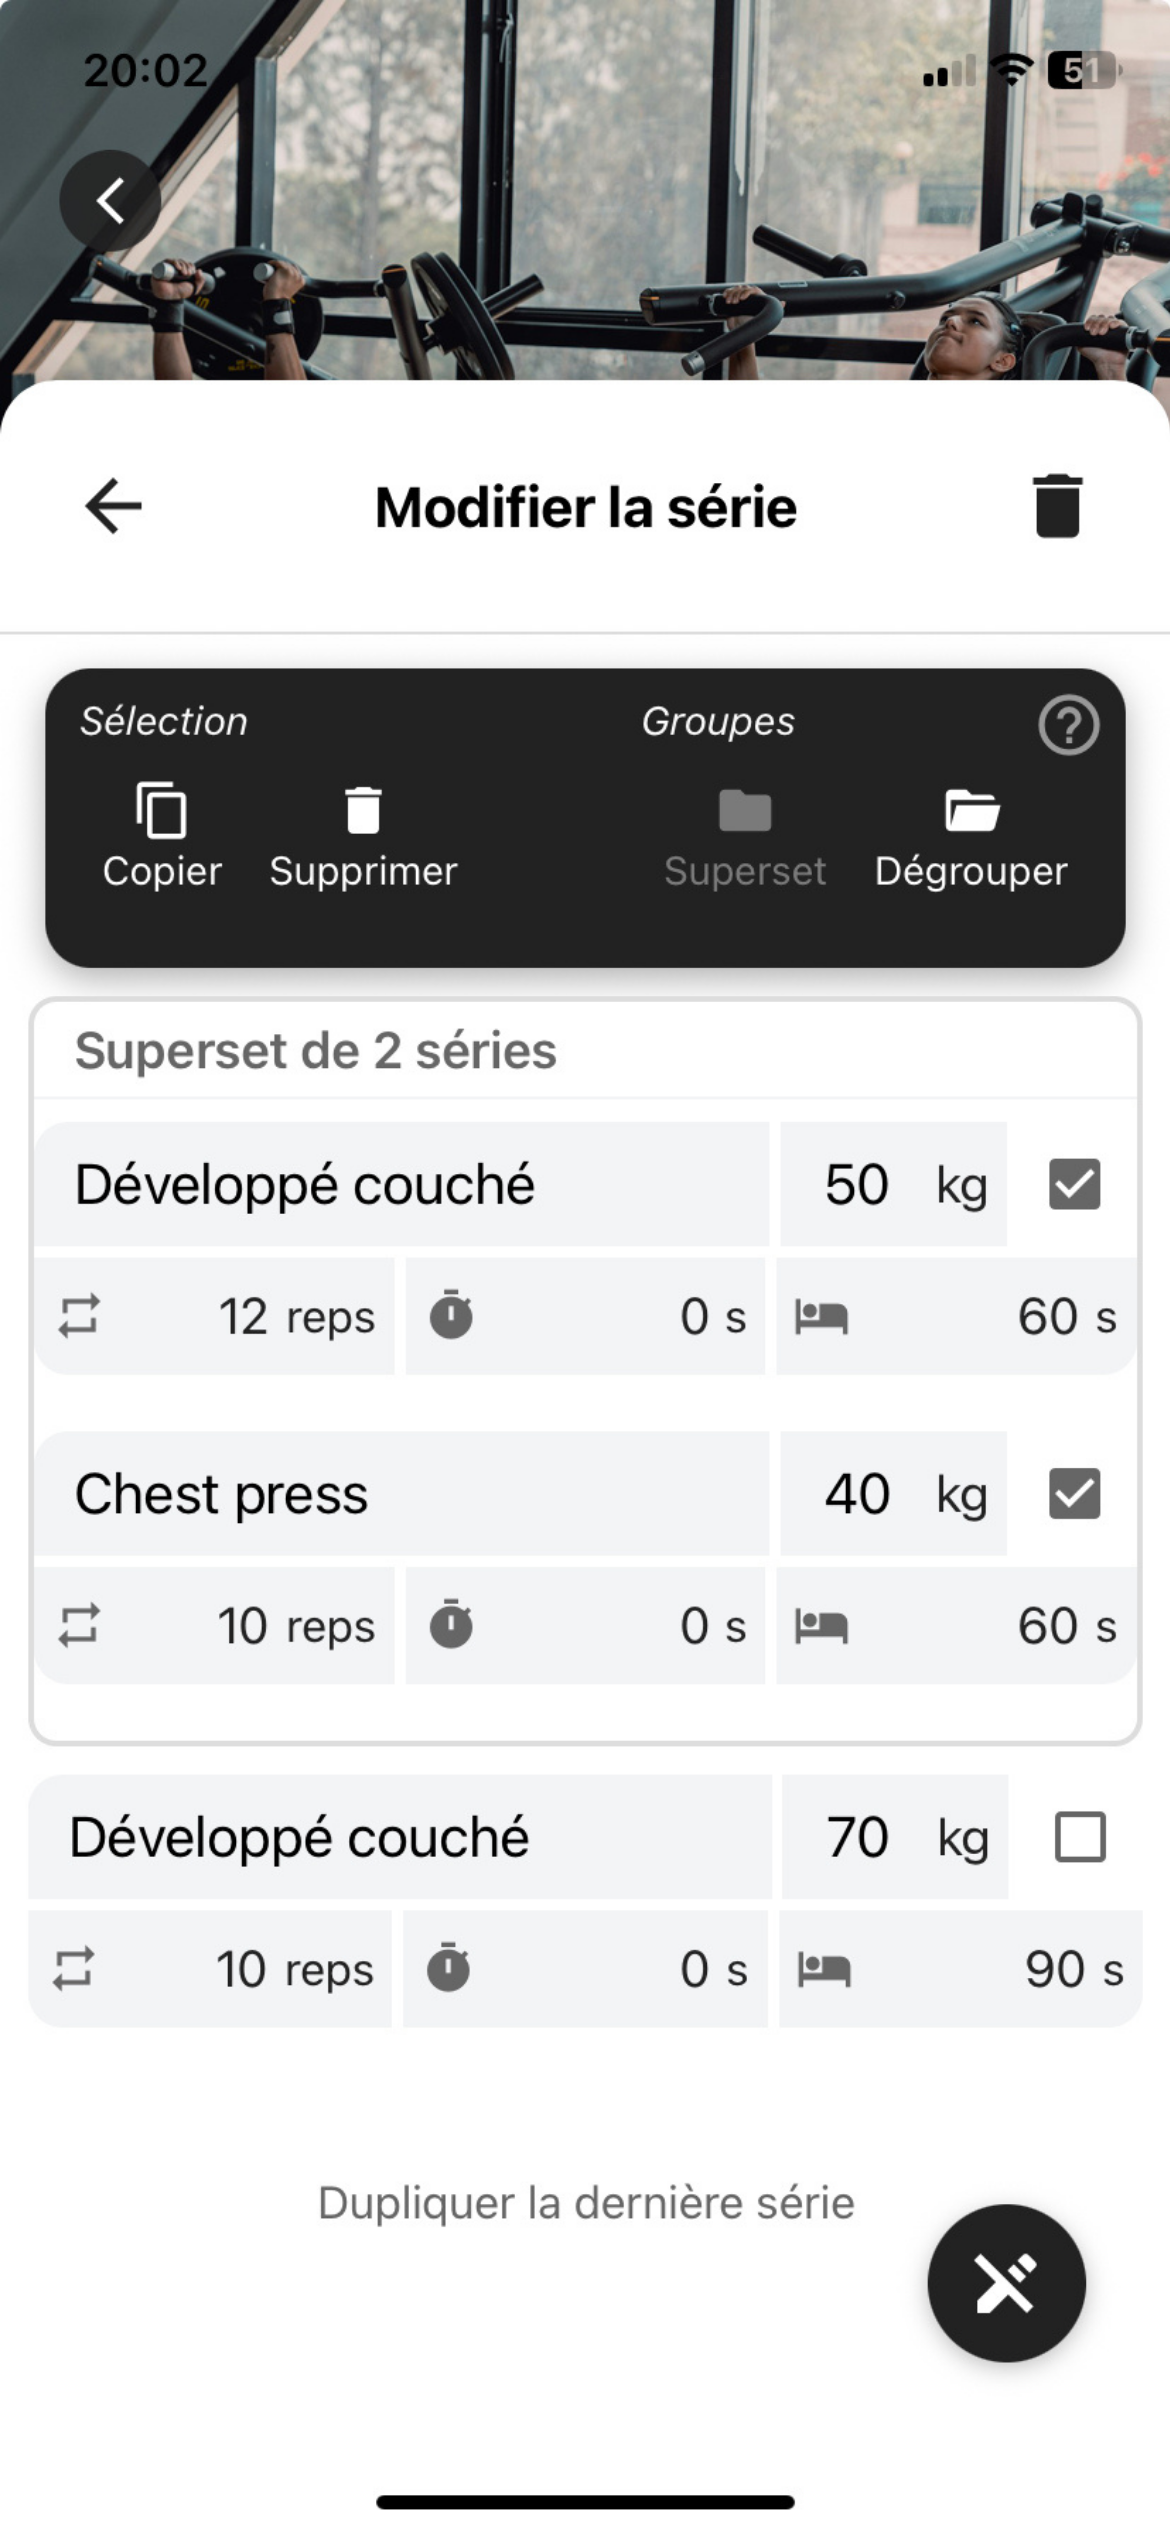 20:02 51
Modifier la série
Sélection Groupes
Copier Supprimer Superset Dégrouper
Superset de 2 séries
Développé couché 50 kg
12 reps 0 s 60 s
Chest press 40 kg
10 reps 0 s 60 s
Développé couché 70 kg
10 reps 0 s 90 s
Dupliquer la dernière série